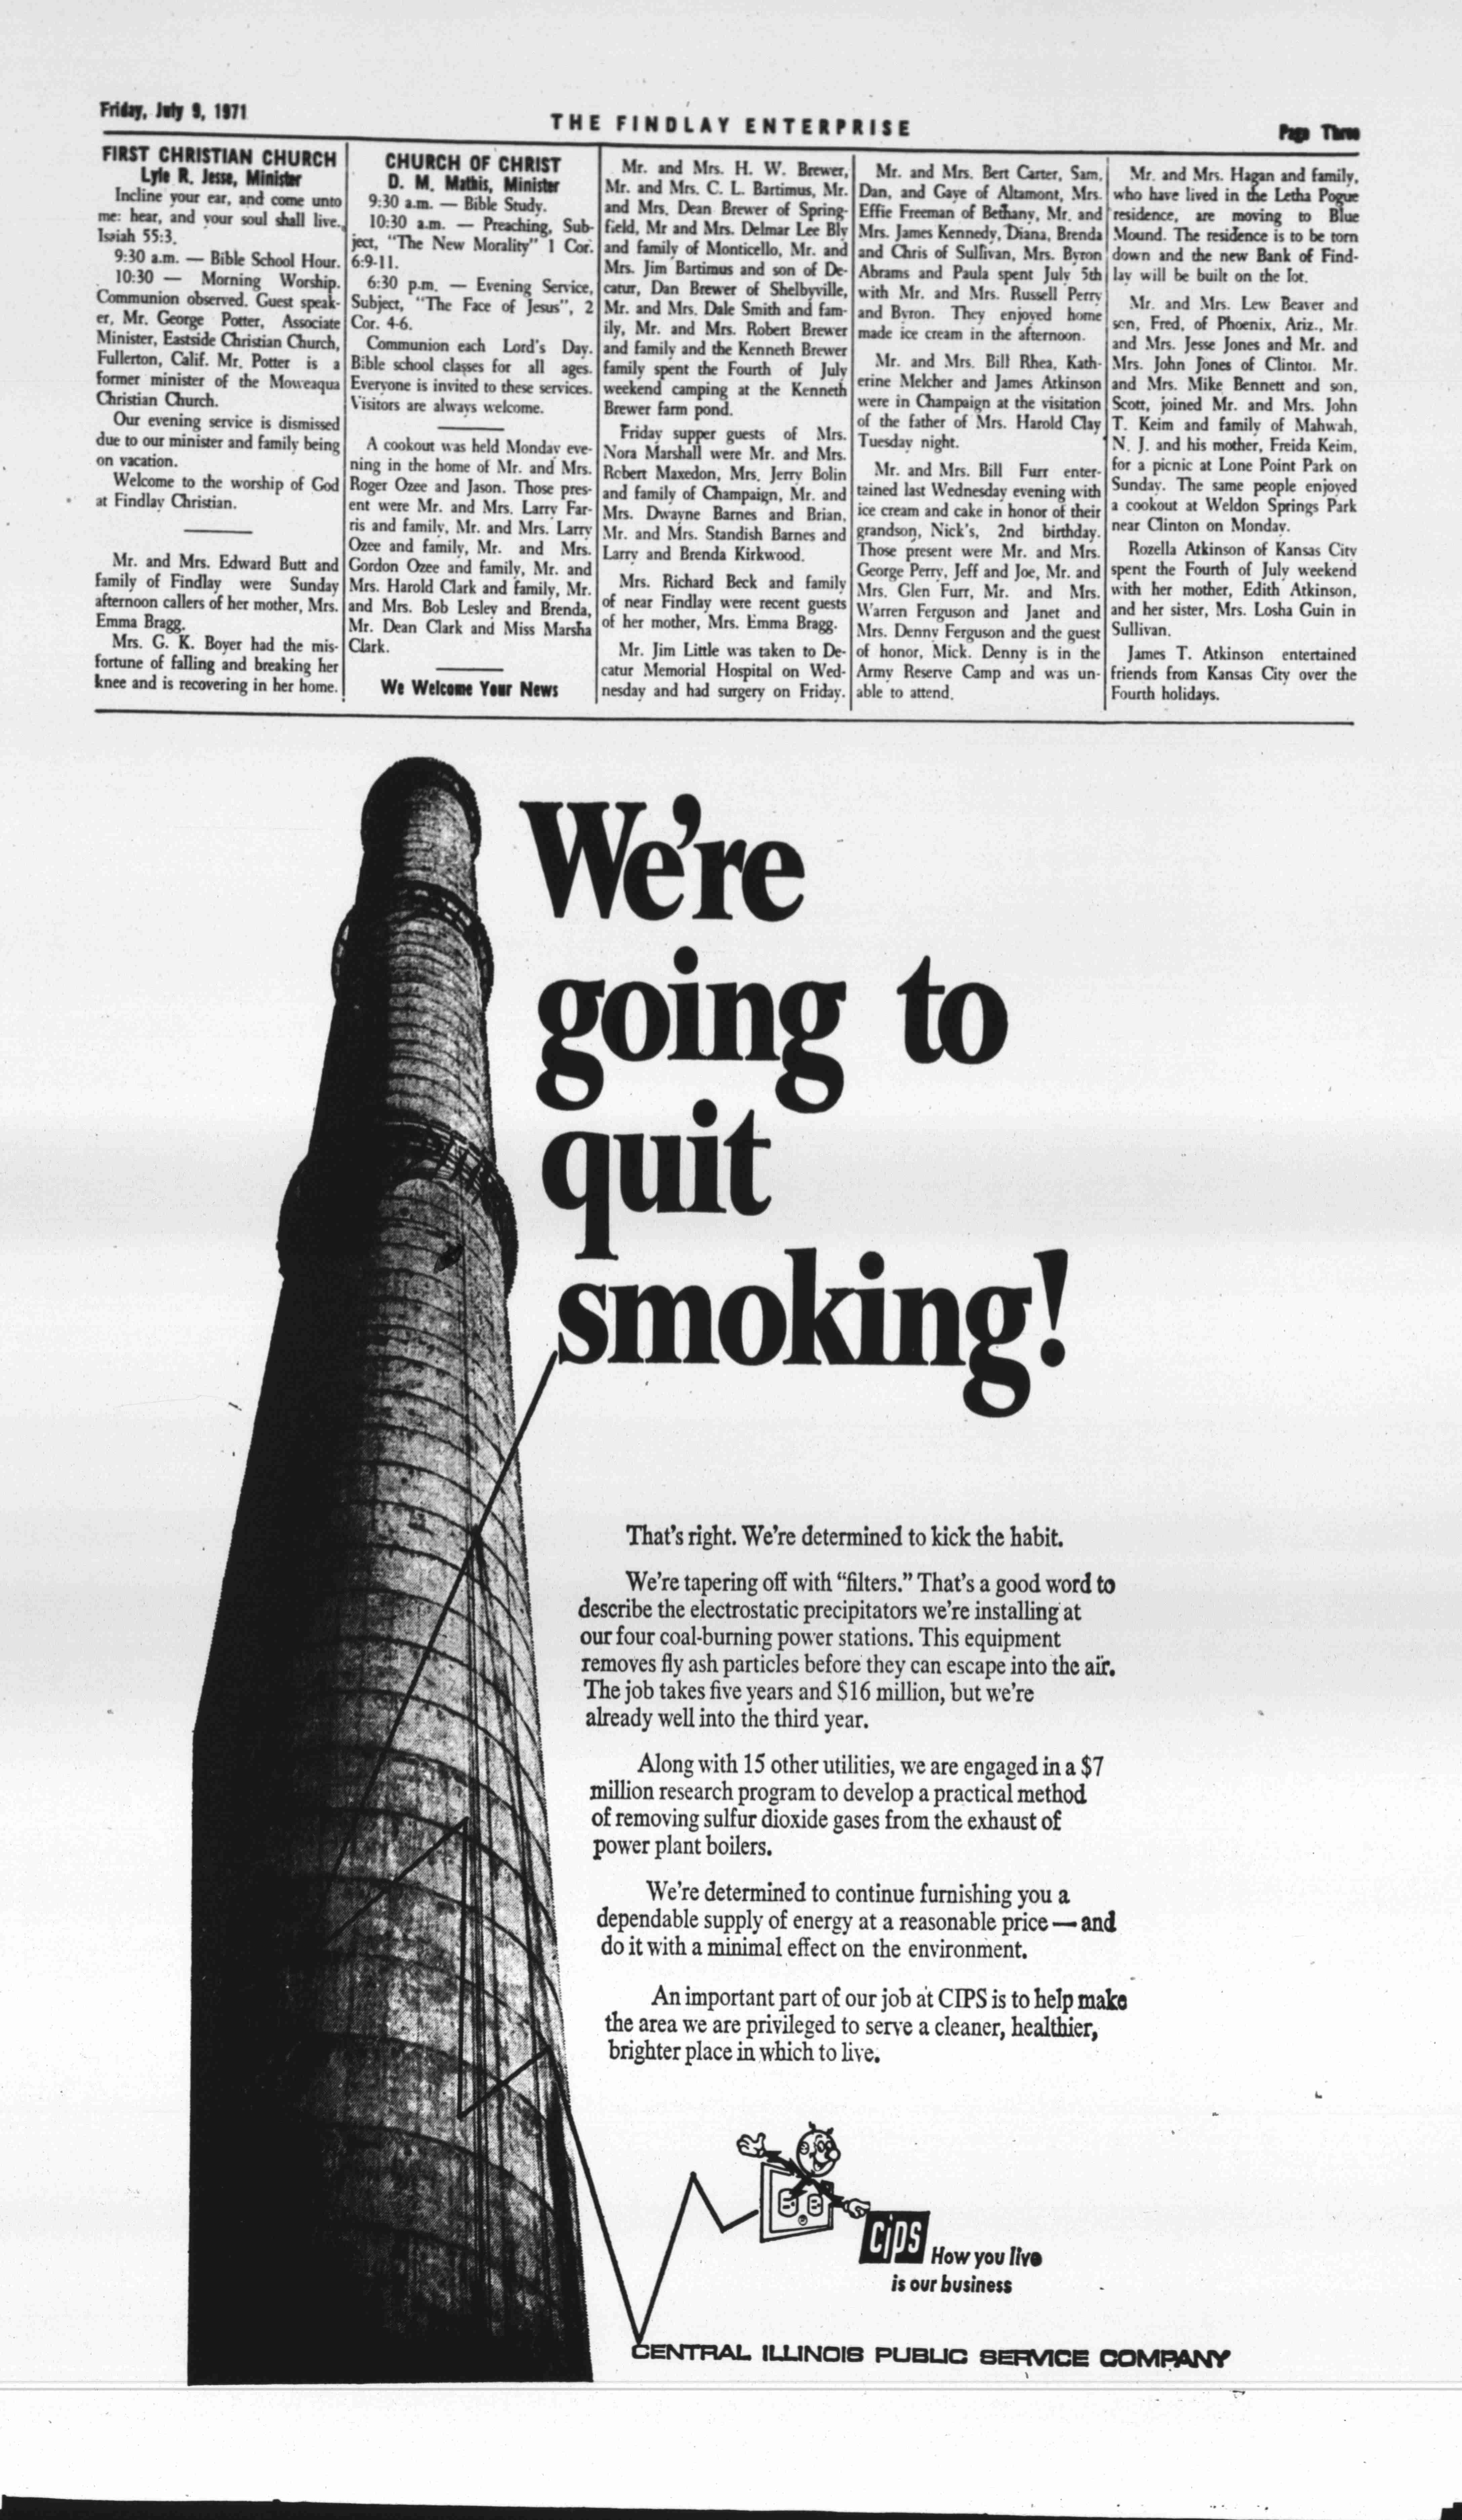 Friday, July 9, 1971
THE FINDLAY ENTERPRISE
Page Three
FIRST CHRISTIAN CHURCH
Lyle R. Jesse, Minister
Incline your ear, and come unto
me: hear, and your soul shall live.
Isaiah 55:3.
9:30 a.m. — Bible School Hour.
10:30 — Morning Worship.
Communion observed. Guest speak-
er, Mr. George Potter, Associate
Minister, Eastside Christian Church,
Fullerton, Calif. Mr. Potter is a
former minister of the Moweaqua
Christian Church.
Our evening service is dismissed
due to our minister and family being
on vacation.
Welcome to the worship of God
at Findlay Christian.
Mr. and Mrs. Edward Butt and
family of Findlay were Sunday
afternoon callers of her mother, Mrs.
Emma Bragg.
Mrs. G. K. Boyer had the mis-
fortune of falling and breaking her
knee and is recovering in her home.
CHURCH OF CHRIST
D. M. Mathis, Minister
9:30 a.m. — Bible Study.
10:30 a.m. — Preaching, Sub-
ject, "The New Morality" 1 Cor.
6:9-11.
6:30 p.m. — Evening Service,
Subject, "The Face of Jesus", 2
Cor. 4-6.
Communion each Lord's Day.
Bible school classes for all ages.
Everyone is invited to these services.
Visitors are always welcome.
A cookout was held Monday eve-
ning in the home of Mr. and Mrs.
Roger Ozee and Jason. Those pres-
ent were Mr. and Mrs. Larry Far-
ris and family, Mr. and Mrs. Larry
Ozee and family, Mr. and Mrs.
Gordon Ozee and family, Mr. and
Mrs. Harold Clark and family, Mr.
and Mrs. Bob Lesley and Brenda,
Mr. Dean Clark and Miss Marsha
Clark.
We Welcome Your News
Mr. and Mrs. H. W. Brewer,
Mr. and Mrs. C. L. Bartimus, Mr.
and Mrs. Dean Brewer of Spring-
field, Mr and Mrs. Delmar Lee Bly
and family of Monticello, Mr. and
Mrs. Jim Bartimus and son of De-
catur, Dan Brewer of Shelbyville,
Mr. and Mrs. Dale Smith and fam-
ily, Mr. and Mrs. Robert Brewer
and family and the Kenneth Brewer
family spent the Fourth of July
weekend camping at the Kenneth
Brewer farm pond.
Friday supper guests of Mrs.
Nora Marshall were Mr. and Mrs.
Robert Maxedon, Mrs. Jerry Bolin
and family of Champaign, Mr. and
Mrs. Dwayne Barnes and Brian,
Mr. and Mrs. Standish Barnes and
Larry and Brenda Kirkwood.
Mrs. Richard Beck and family
of near Findlay were recent guests
of her mother, Mrs. Emma Bragg.
Mr. Jim Little was taken to De-
catur Memorial Hospital on Wed-
nesday and had surgery on Friday.
Mr. and Mrs. Bert Carter, Sam,
Dan, and Gaye of Altamont, Mrs.
Effie Freeman of Bethany, Mr. and
Mrs. James Kennedy, Diana, Brenda
and Chris of Sullivan, Mrs. Byron
Abrams and Paula spent July 5th
with Mr. and Mrs. Russell Perry
and Byron. They enjoyed home
made ice cream in the afternoon.
Mr. and Mrs. Bill Rhea, Kath-
erine Melcher and James Atkinson
were in Champaign at the visitation
of the father of Mrs. Harold Clay
Tuesday night.
Mr. and Mrs. Bill Furr enter-
tained last Wednesday evening with
ice cream and cake in honor of their
grandson, Nick's, 2nd birthday.
Those present were Mr. and Mrs.
George Perry, Jeff and Joe, Mr. and
Mrs. Glen Furr, Mr. and Mrs.
Warren Ferguson and Janet and
Mrs. Denny Ferguson and the guest
of honor, Mick. Denny is in the
Army Reserve Camp and was un-
able to attend.
Mr. and Mrs. Hagan and family,
who have lived in the Letha Pogue
residence, are moving to Blue
Mound. The residence is to be torn
down and the new Bank of Find-
lay will be built on the lot.
Mr. and Mrs. Lew Beaver and
son, Fred, of Phoenix, Ariz., Mr.
and Mrs. Jesse Jones and Mr. and
Mrs. John Jones of Clinton. Mr.
and Mrs. Mike Bennett and son,
Scott, joined Mr. and Mrs. John
T. Keim and family of Mahwah,
N. J. and his mother, Freida Keim,
for a picnic at Lone Point Park on
Sunday. The same people enjoyed
a cookout at Weldon Springs Park
near Clinton on Monday.
Rozella Atkinson of Kansas City
spent the Fourth of July weekend
with her mother, Edith Atkinson,
and her sister, Mrs. Losha Guin in
Sullivan.
James T. Atkinson entertained
friends from Kansas City over the
Fourth holidays.
We're
going to
quit
smoking!
That's right. We're determined to kick the habit.
We're tapering off with "filters." That's a good word to
describe the electrostatic precipitators we're installing at
our four coal-burning power stations. This equipment
removes fly ash particles before they can escape into the air.
The job takes five years and $16 million, but we're
already well into the third year.
Along with 15 other utilities, we are engaged in a $7
million research program to develop a practical method
of removing sulfur dioxide gases from the exhaust of
power plant boilers.
We're determined to continue furnishing you a
dependable supply of energy at a reasonable price — and
do it with a minimal effect on the environment.
An important part of our job at CIPS is to help make
the area we are privileged to serve a cleaner, healthier,
brighter place in which to live.
cips
How you live
is our business
CENTRAL ILLINOIS PUBLIC SERVICE COMPANY